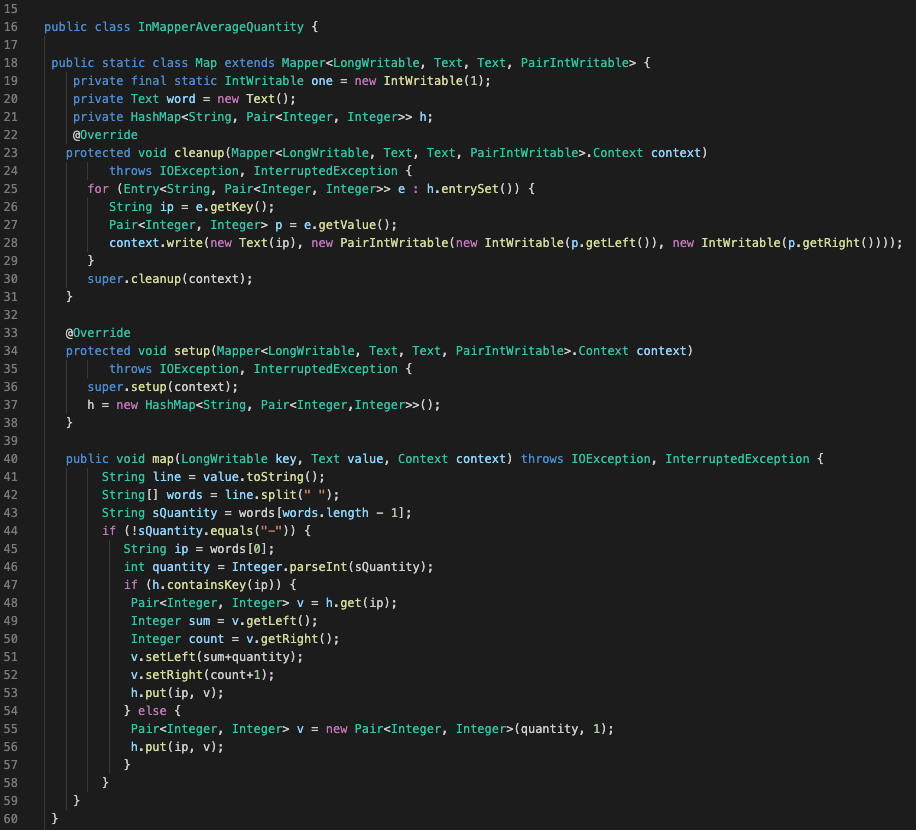 15
16 public class InMapperAverageQuantity {
17
18 public static class Map extends Mapper<LongWritable, Text, Text, PairIntWritable> {
19 private final static IntWritable one = new IntWritable(1);
20 private Text word = new Text();
21 private HashMap<String, Pair<Integer, Integer>> h;
22 @Override
23 protected void cleanup(Mapper<LongWritable, Text, Text, PairIntWritable>.Context context)
24 throws IOException, InterruptedException {
25 for (Entry<String, Pair<Integer, Integer>> e : h.entrySet()) {
26 String ip = e.getKey();
27 Pair<Integer, Integer> p = e.getValue();
28 context.write(new Text(ip), new PairIntWritable(new IntWritable(p.getLeft()), new IntWritable(p.getRight())));
29 }
30 super.cleanup(context);
31 }
32
33 @Override
34 protected void setup(Mapper<LongWritable, Text, Text, PairIntWritable>.Context context)
35 throws IOException, InterruptedException {
36 super.setup(context);
37 h = new HashMap<String, Pair<Integer,Integer>>();
38 }
39
40 public void map(LongWritable key, Text value, Context context) throws IOException, InterruptedException {
41 String line = value.toString();
42 String[] words = line.split(" ");
43 String sQuantity = words[words.length - 1];
44 if (!sQuantity.equals("-")) {
45 String ip = words[0];
46 int quantity = Integer.parseInt(sQuantity);
47 if (h.containsKey(ip)) {
48 Pair<Integer, Integer> v = h.get(ip);
49 Integer sum = v.getLeft();
50 Integer count = v.getRight();
51 v.setLeft(sum+quantity);
52 v.setRight(count+1);
53 h.put(ip, v);
54 } else {
55 Pair<Integer, Integer> v = new Pair<Integer, Integer>(quantity, 1);
56 h.put(ip, v);
57 }
58 }
59 }
60 }